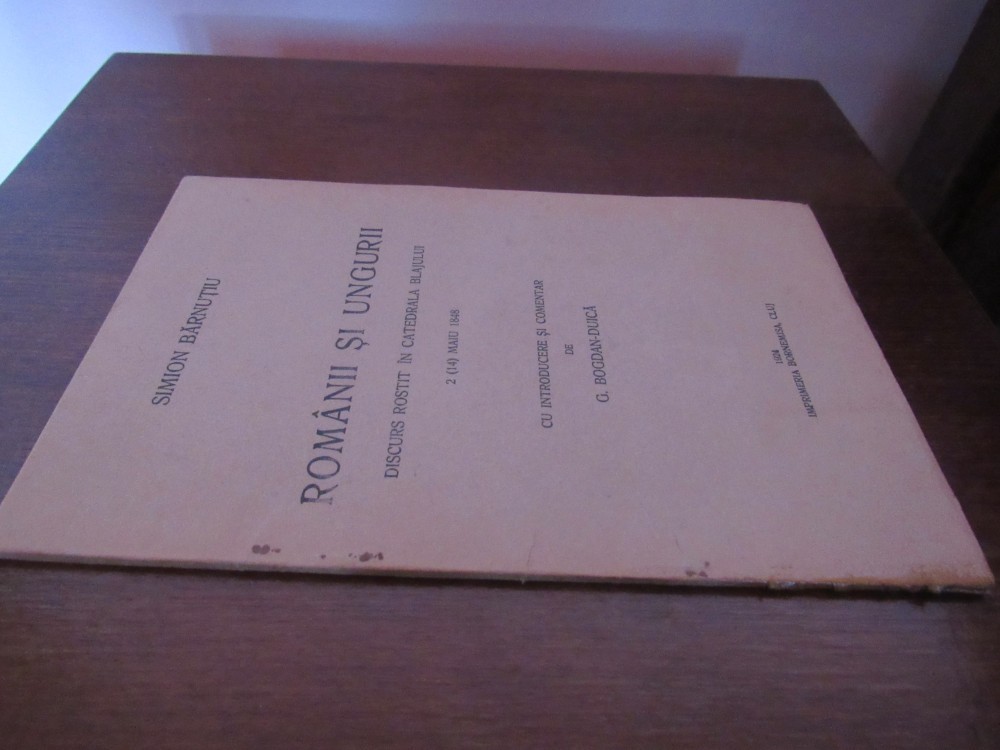 SIMION BĂRNUȚIU
ROMÂNII ȘI UNGURII
DISCURS ROSTIT ÎN CATEDRALA BLAJULUI
2 (14) MAIU 1848
CU INTRODUCERE ȘI COMENTAR
DE
G. BOGDAN-DUICĂ
1924
IMPRIMERIA BORNEMISA, CLUJ